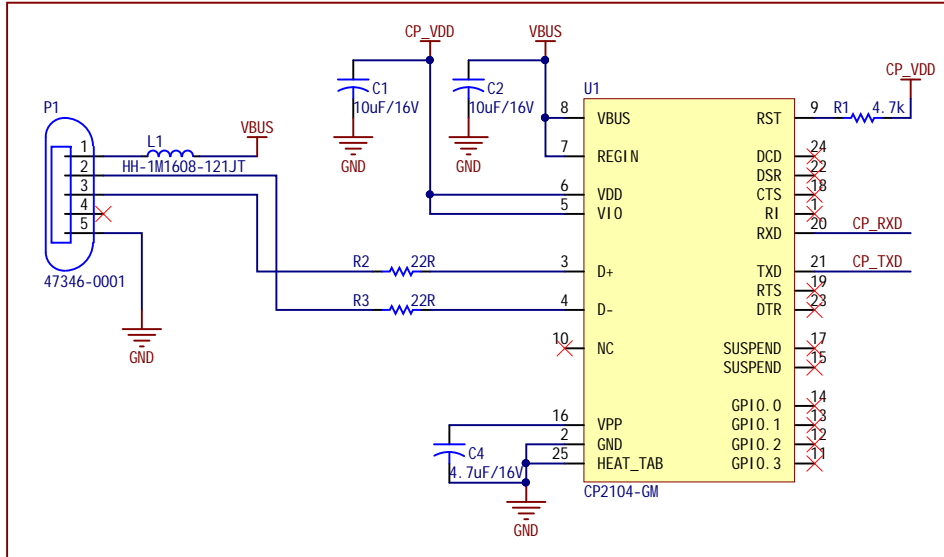 CP_VDD
VBUS
P1
C1
10uF/16V
GND
C2
10uF/16V
GND
U1
CP_VDD
R1
4.7k
L1
VBUS
HH-1M1608-121JT
1
2
3
4
5
47346-0001
GND
R2
22R
R3
22R
8
VBUS
7
REGIN
6
VDD
5
VIO
3
D+
4
D-
10
NC
16
VPP
2
GND
25
HEAT_TAB
C4
4.7uF/16V
GND
RST
9
DCD
24
DSR
22
CTS
18
RI
1
RXD
20
CP_RXD
TXD
21
CP_TXD
RTS
19
DTR
23
SUSPEND
17
SUSPEND
15
GPIO.0
14
GPIO.1
13
GPIO.2
12
GPIO.3
11
CP2104-GM